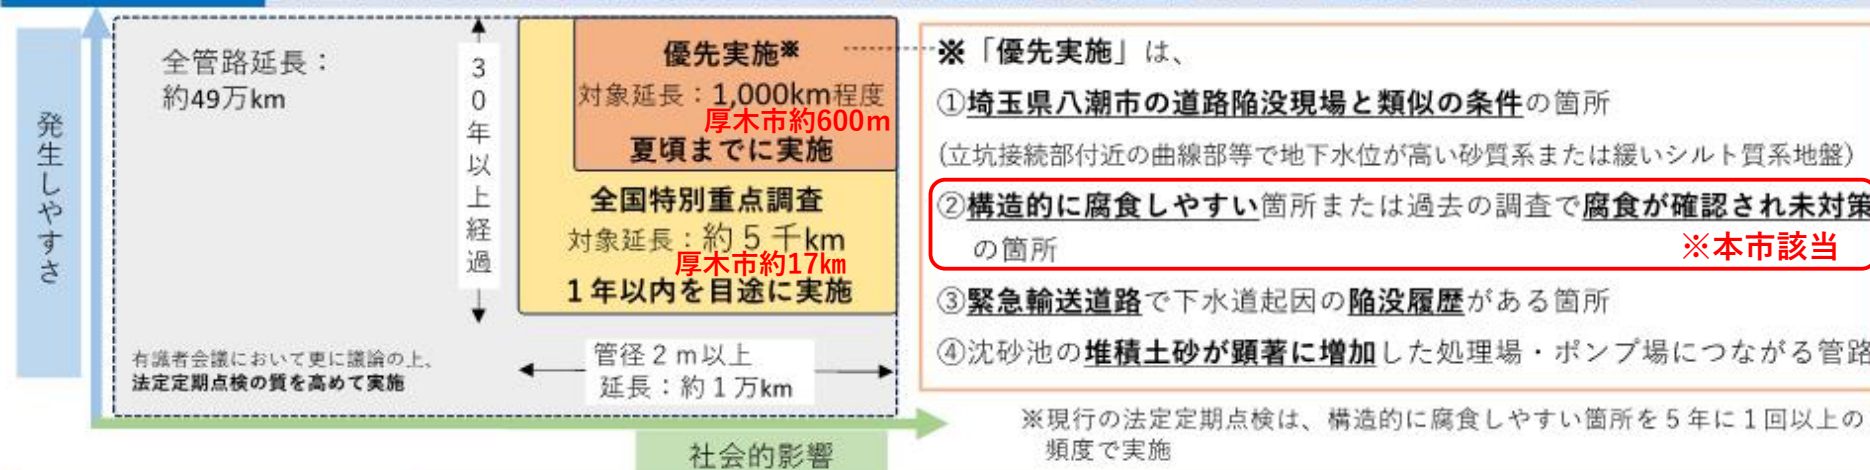 発生しやすさ
全管路延長：
約49万km
30年以上経過
有識者会議において更に議論の上、
法定定期点検の質を高めて実施
優先実施※
対象延長：1,000km程度
厚木市約600m
夏頃までに実施
全国特別重点調査
対象延長：約５千km
厚木市約17㎞
１年以内を目途に実施
管径２ｍ以上
延長：約１万km
社会的影響
※「優先実施」は、
①埼玉県八潮市の道路陥没現場と類似の条件の箇所
(立坑接続部付近の曲線部等で地下水位が高い砂質系または緩いシルト質系地盤)
②構造的に腐食しやすい箇所または過去の調査で腐食が確認され未対策
の箇所
※本市該当
③緊急輸送道路で下水道起因の陥没履歴がある箇所
④沈砂池の堆積土砂が顕著に増加した処理場・ポンプ場につながる管路
※現行の法定定期点検は、構造的に腐食しやすい箇所を５年に１回以上の
頻度で実施